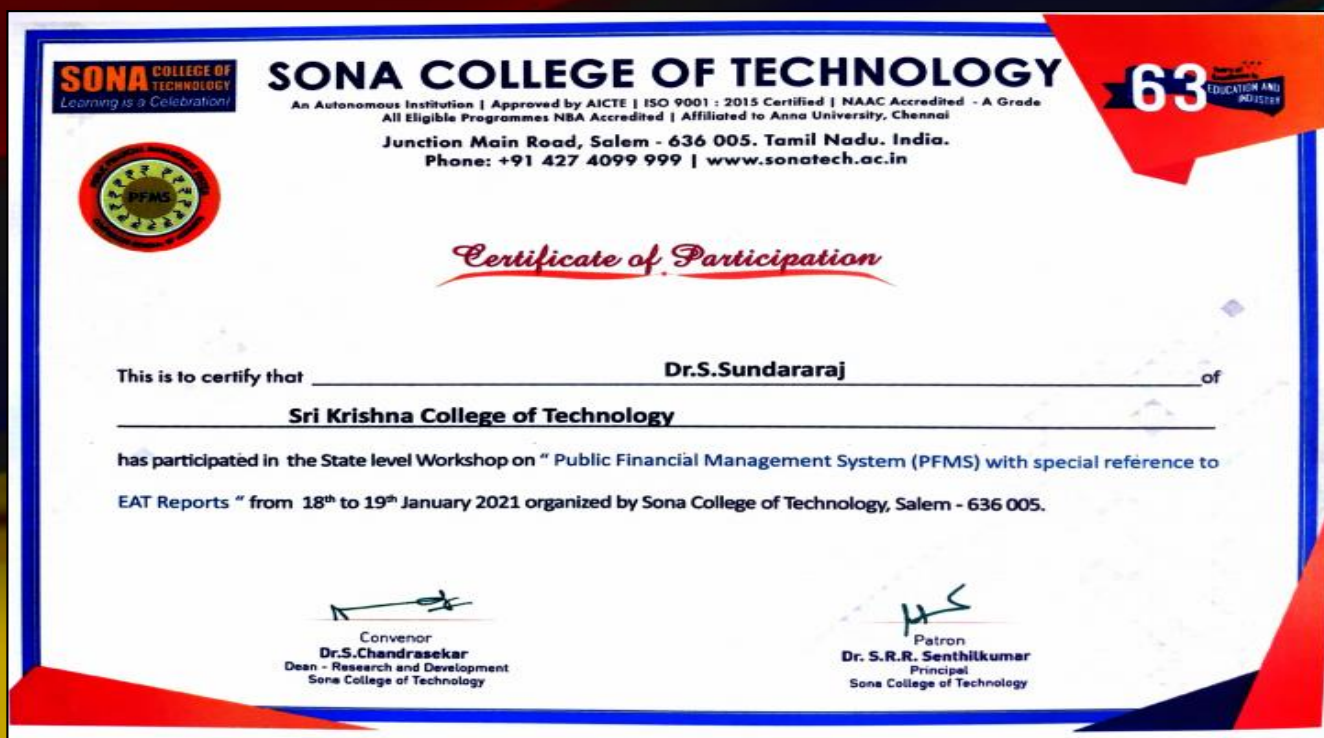 SONA COLLEGE OF TECHNOLOGY
Learning is a Celebration!
SONA COLLEGE OF TECHNOLOGY
An Autonomous Institution | Approved by AICTE | ISO 9001 : 2015 Certified | NAAC Accredited - A Grade
All Eligible Programmes NBA Accredited | Affiliated to Anna University, Chennai
Junction Main Road, Salem - 636 005. Tamil Nadu. India.
Phone: +91 427 4099 999 | www.sonatech.ac.in
63
EDUCATION AND
INDUSTRY
PFMS
Certificate of Participation
This is to certify that Dr.S.Sundararaj of
Sri Krishna College of Technology
has participated in the State level Workshop on “ Public Financial Management System (PFMS) with special reference to
EAT Reports “ from 18th to 19th January 2021 organized by Sona College of Technology, Salem - 636 005.
Convenor
Dr.S.Chandrasekar
Dean - Research and Development
Sona College of Technology
Patron
Dr. S.R.R. Senthilkumar
Principal
Sona College of Technology